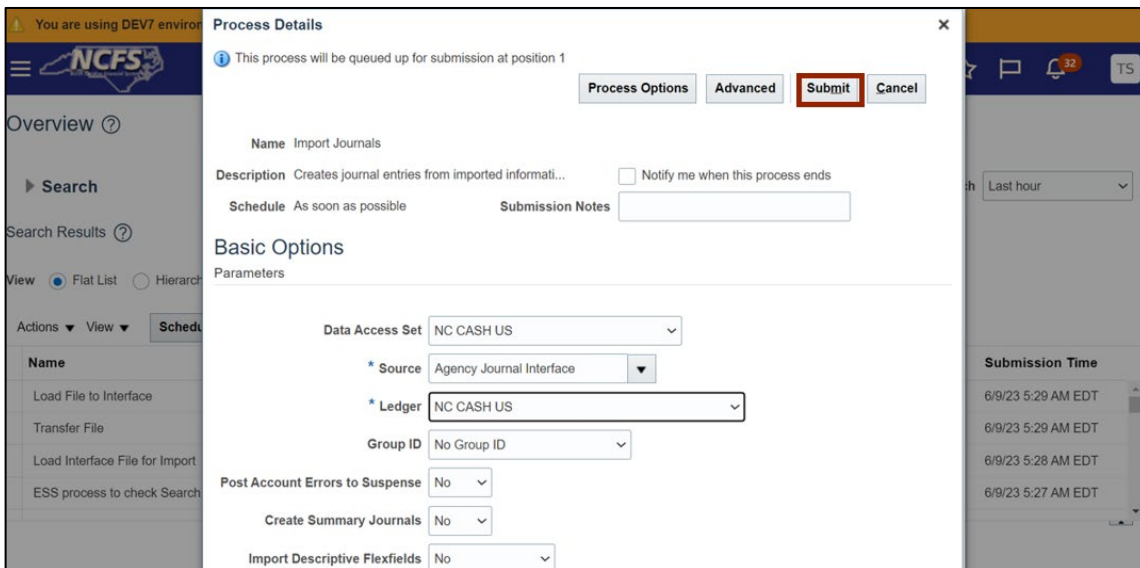 You are using DEV7 environ
Process Details
This process will be queued up for submission at position 1
NCFS
32
TS
Process Options Advanced Submit Cancel
Overview
Name Import Journals
Description Creates journal entries from imported informati... Notify me when this process ends
Search
h Last hour
Schedule As soon as possible Submission Notes
Search Results
Basic Options
View Flat List Hierarch
Parameters
Actions View Schedu
Data Access Set NC CASH US
Name
* Source Agency Journal Interface
Submission Time
Load File to Interface
6/9/23 5:29 AM EDT
* Ledger NC CASH US
Transfer File
6/9/23 5:29 AM EDT
Group ID No Group ID
Load Interface File for Import
6/9/23 5:28 AM EDT
Post Account Errors to Suspense No
ESS process to check Search
6/9/23 5:27 AM EDT
Create Summary Journals No
Import Descriptive Flexfields No